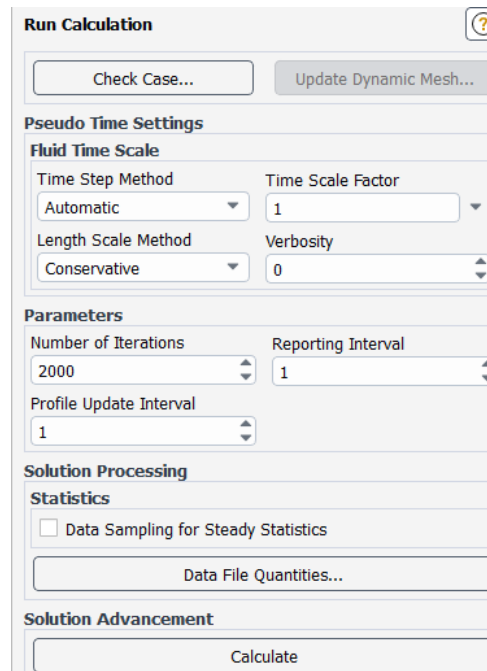 Run Calculation
?
Check Case...
Update Dynamic Mesh...
Pseudo Time Settings
Fluid Time Scale
Time Step Method
Time Scale Factor
Automatic
1
Length Scale Method
Verbosity
Conservative
0
Parameters
Number of Iterations
Reporting Interval
2000
1
Profile Update Interval
1
Solution Processing
Statistics
Data Sampling for Steady Statistics
Data File Quantities...
Solution Advancement
Calculate